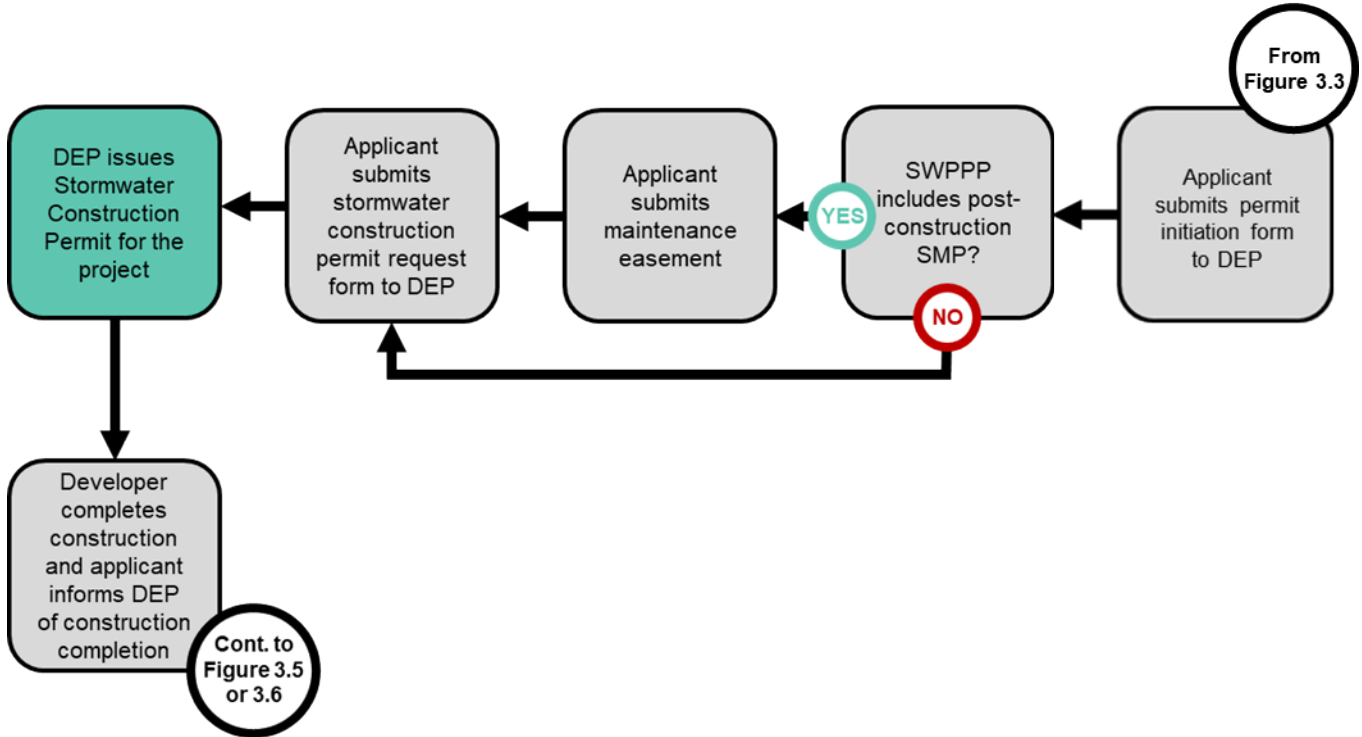 From
Figure 3.3
Applicant
submits permit
initiation form
to DEP
SWPPP
includes post-
construction
SMP?
YES
NO
Applicant
submits
maintenance
easement
Applicant
submits
stormwater
construction
permit request
form to DEP
DEP issues
Stormwater
Construction
Permit for the
project
Developer
completes
construction
and applicant
informs DEP
of construction
completion
Cont. to
Figure 3.5
or 3.6